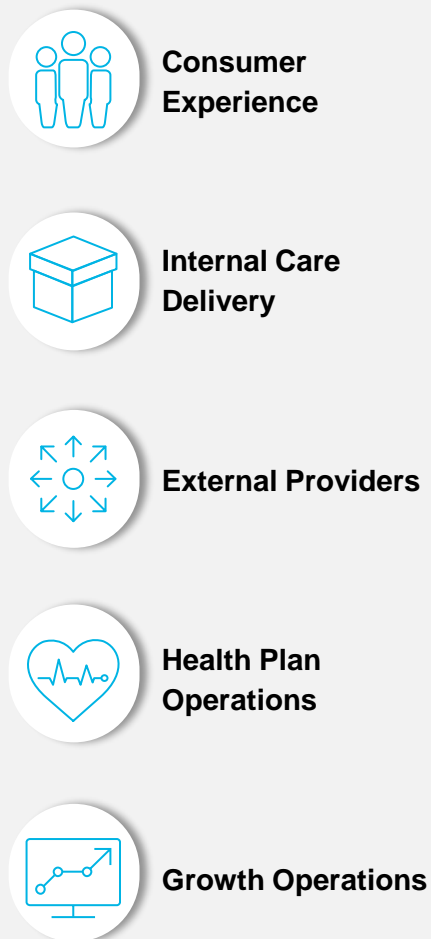 Consumer
Experience
Internal Care
Delivery
External Providers
Health Plan
Operations
Growth Operations